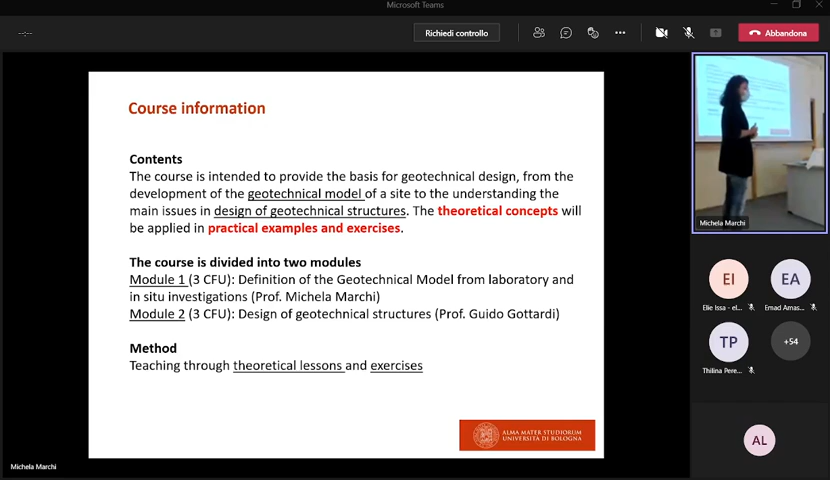 Microsoft Teams
--:--
Richiedi controllo
Abbandona
Course information
Contents
The course is intended to provide the basis for geotechnical design, from the
development of the geotechnical model of a site to the understanding the
main issues in design of geotechnical structures. The theoretical concepts will
be applied in practical examples and exercises.
The course is divided into two modules
Module 1 (3 CFU): Definition of the Geotechnical Model from laboratory and
in situ investigations (Prof. Michela Marchi)
Module 2 (3 CFU): Design of geotechnical structures (Prof. Guido Gottardi)
Method
Teaching through theoretical lessons and exercises
ALMA MATER STUDIORUM
UNIVERSITÀ DI BOLOGNA
Michela Marchi
Michela Marchi
EI
EA
Elie Issa - el...
Emad Amas...
TP
+54
Thilina Pere...
AL